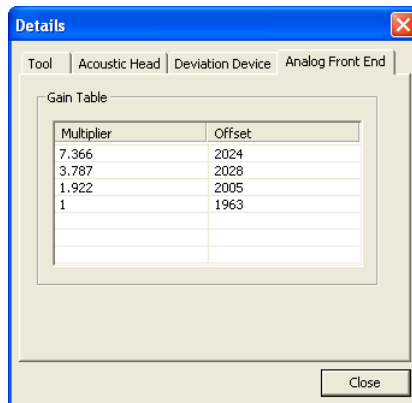 Details
Tool Acoustic Head Deviation Device Analog Front End
Gain Table
Multiplier Offset
7.366 2024
3.787 2028
1.922 2005
1 1963
Close